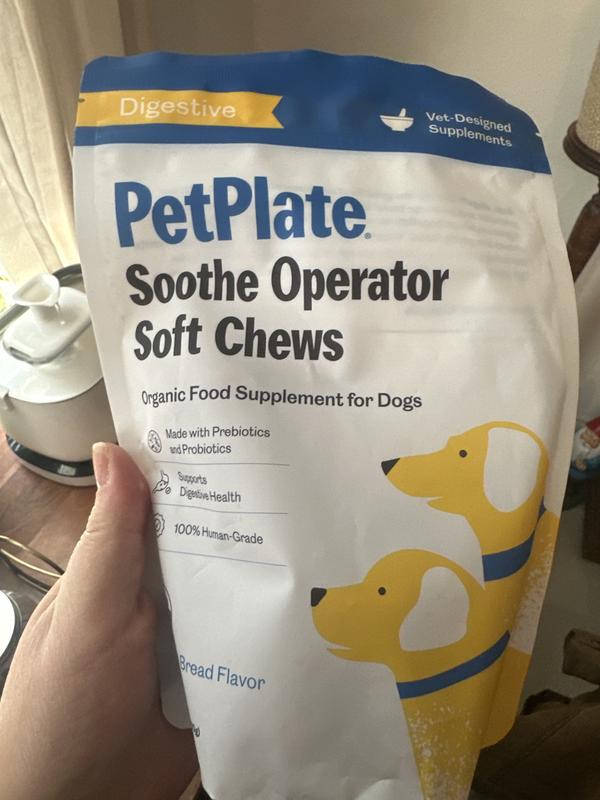 Digestive
Vet-Designed
Supplements
PetPlate®
Soothe Operator
Soft Chews
Organic Food Supplement for Dogs
Made with Prebiotics
and Probiotics
Supports
Digestive Health
100% Human-Grade
Bread Flavor